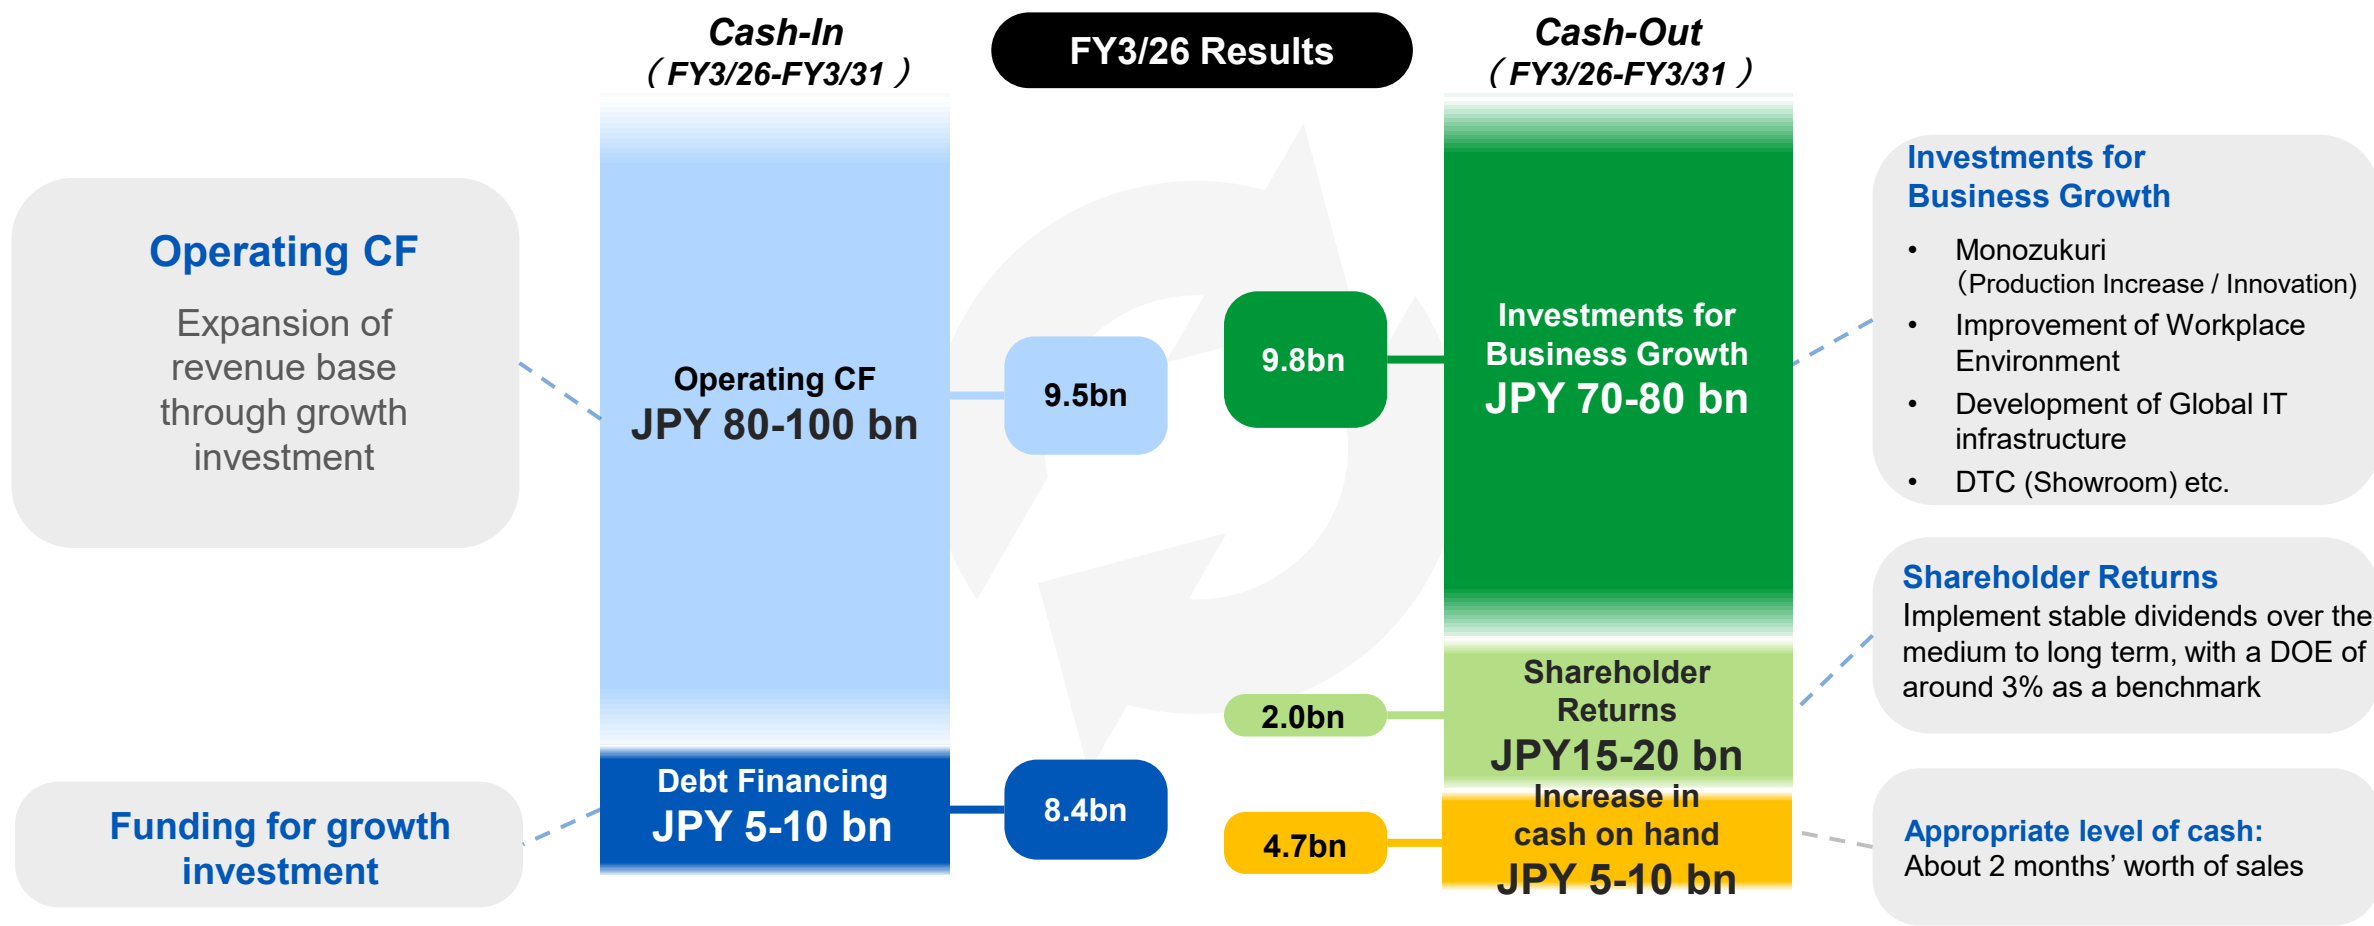 Cash-In
（FY3/26-FY3/31）
FY3/26 Results
Cash-Out
（FY3/26-FY3/31）
Operating CF
Expansion of
revenue base
through growth
investment
Operating CF
JPY 80-100 bn
9.5bn
9.8bn
Investments for
Business Growth
JPY 70-80 bn
Investments for
Business Growth
• Monozukuri
（Production Increase / Innovation)
• Improvement of Workplace
Environment
• Development of Global IT
infrastructure
• DTC (Showroom) etc.
Funding for growth
investment
Debt Financing
JPY 5-10 bn
8.4bn
2.0bn
Shareholder
Returns
JPY15-20 bn
Shareholder Returns
Implement stable dividends over the
medium to long term, with a DOE of
around 3% as a benchmark
4.7bn
Increase in
cash on hand
JPY 5-10 bn
Appropriate level of cash:
About 2 months’ worth of sales